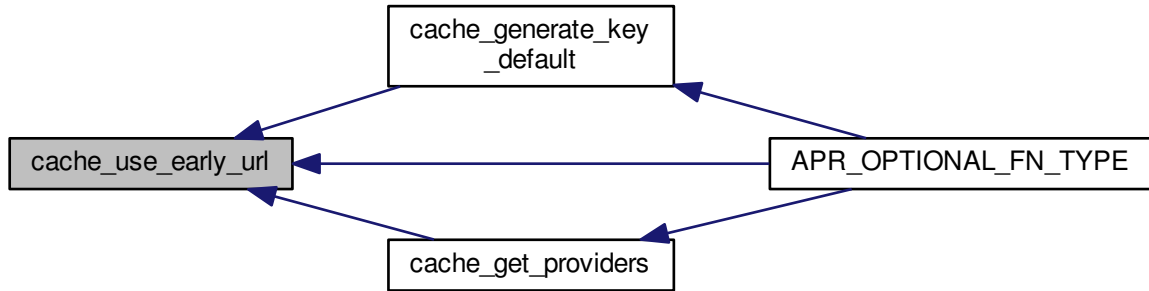 cache_generate_key
_default
cache_use_early_url
APR_OPTIONAL_FN_TYPE
cache_get_providers